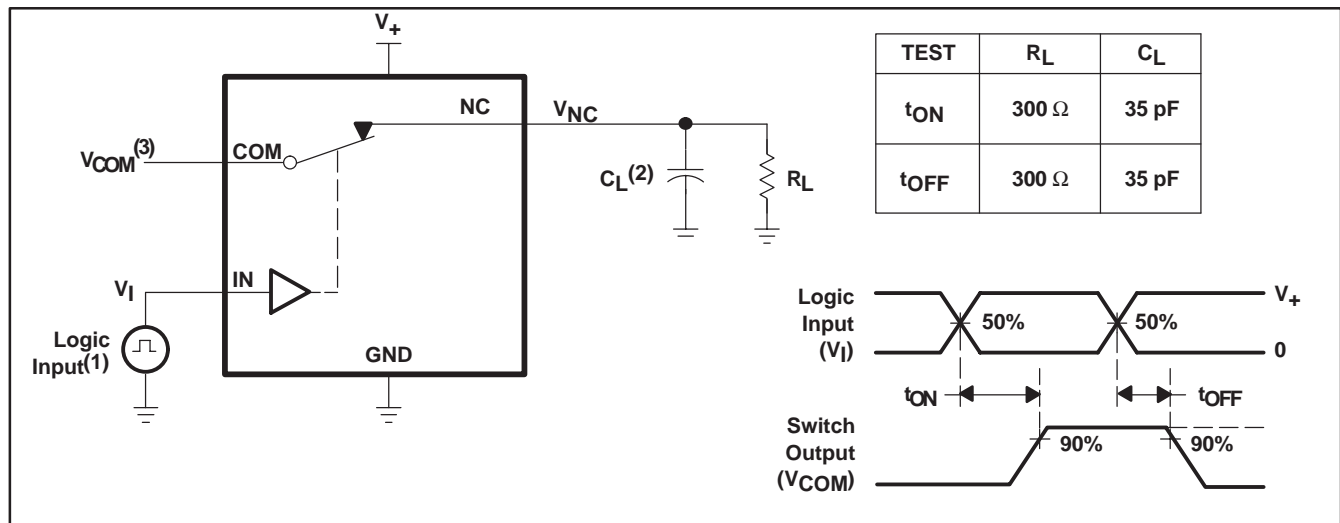 V+
NC
VNC
VCOM(3)
COM
CL(2)
RL
VI
IN
Logic
Input(1)
GND
TEST RL CL
tON 300 Ω 35 pF
tOFF 300 Ω 35 pF
Logic
Input
(VI)
50%
50%
V+
0
tON
tOFF
Switch
Output
(VCOM)
90%
90%